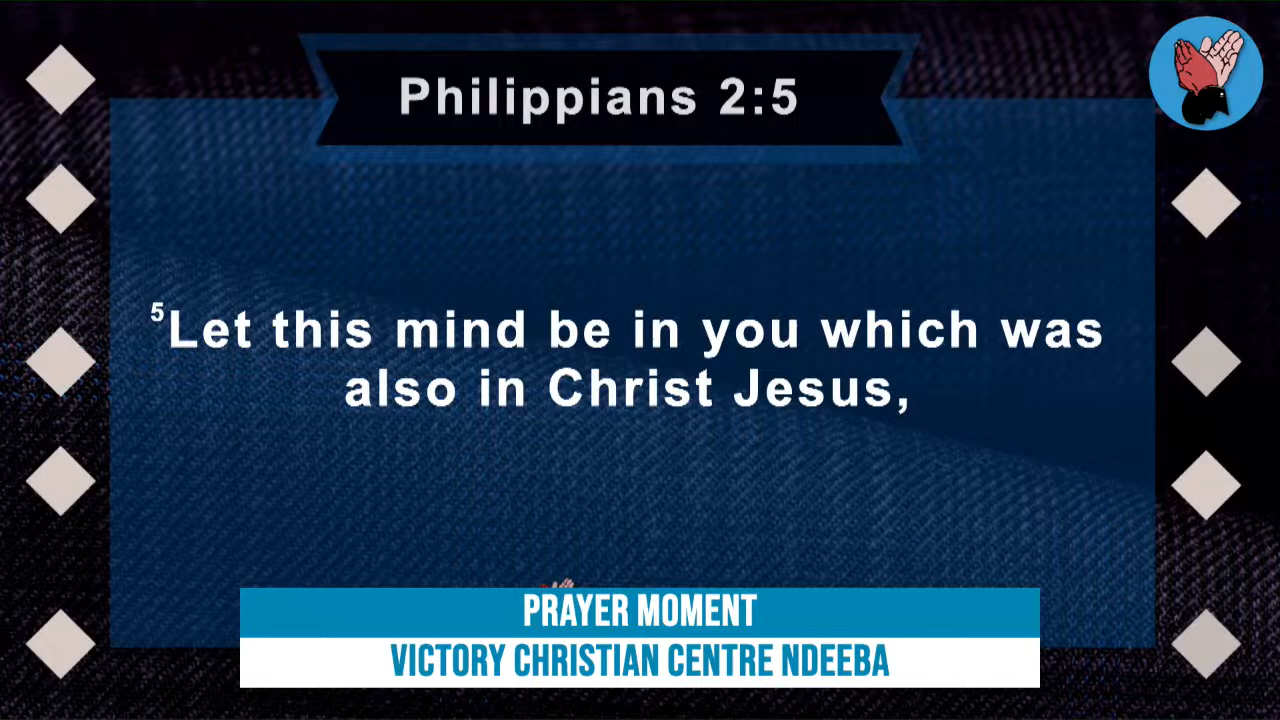 Philippians 2:5
⁵Let this mind be in you which was
also in Christ Jesus,
PRAYER MOMENT
VICTORY CHRISTIAN CENTRE NDEEBA